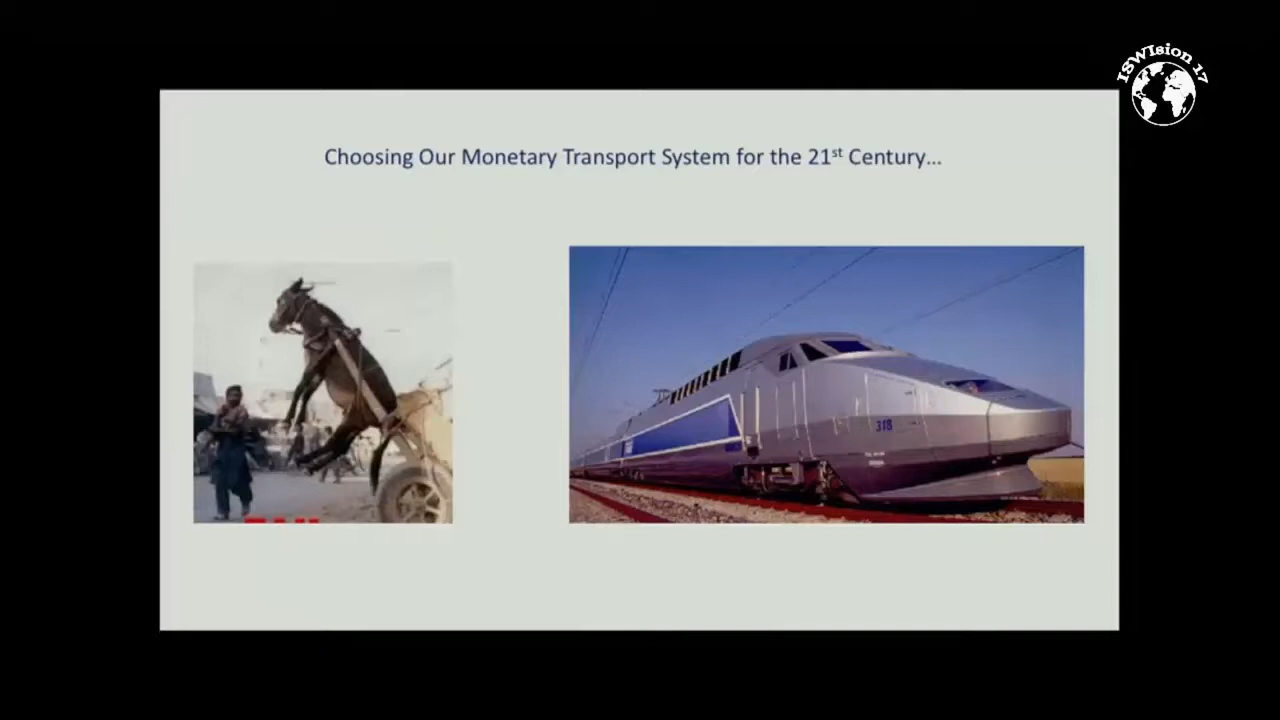 ISWIsion 17
Choosing Our Monetary Transport System for the 21st Century...
318